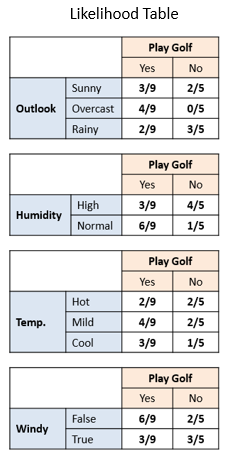 Likelihood Table
Play Golf
Yes No
Outlook Sunny 3/9 2/5
Overcast 4/9 0/5
Rainy 2/9 3/5
Play Golf
Yes No
Humidity High 3/9 4/5
Normal 6/9 1/5
Play Golf
Yes No
Temp. Hot 2/9 2/5
Mild 4/9 2/5
Cool 3/9 1/5
Play Golf
Yes No
Windy False 6/9 2/5
True 3/9 3/5